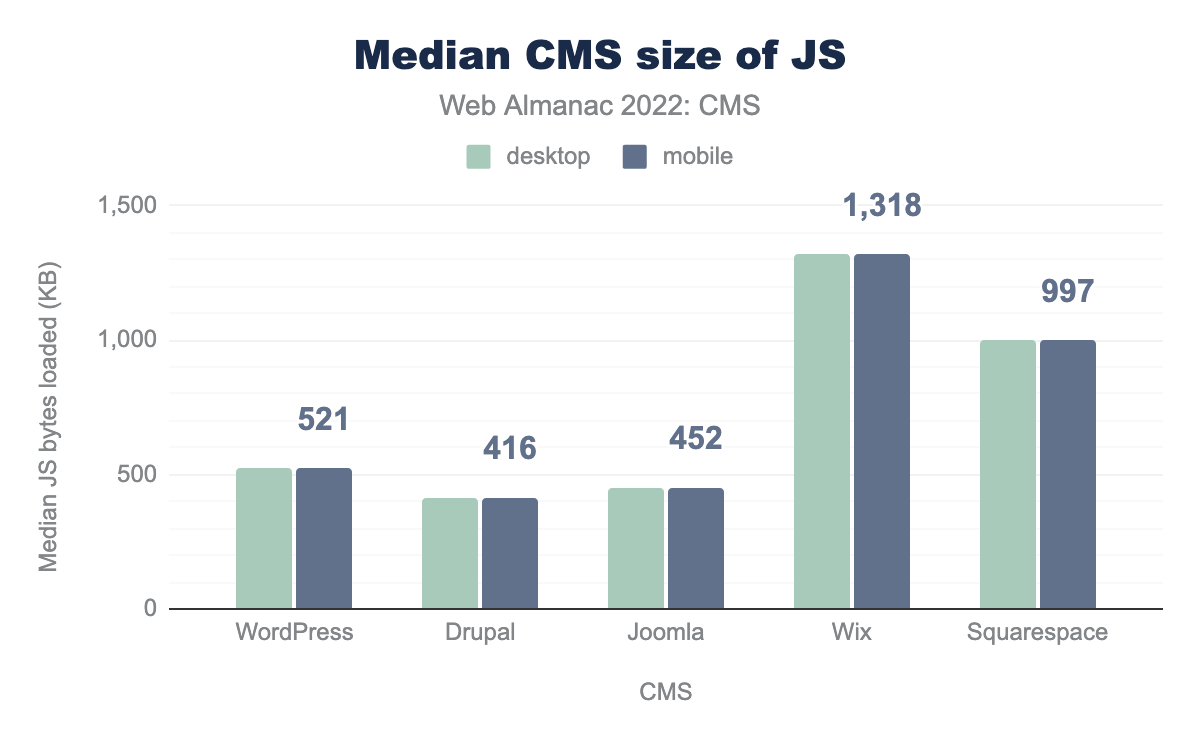 Median CMS size of JS
Web Almanac 2022: CMS
desktop
mobile
Median JS bytes loaded (KB)
1,500
1,000
500
0
521
416
452
1,318
997
WordPress
Drupal
Joomla
Wix
Squarespace
CMS